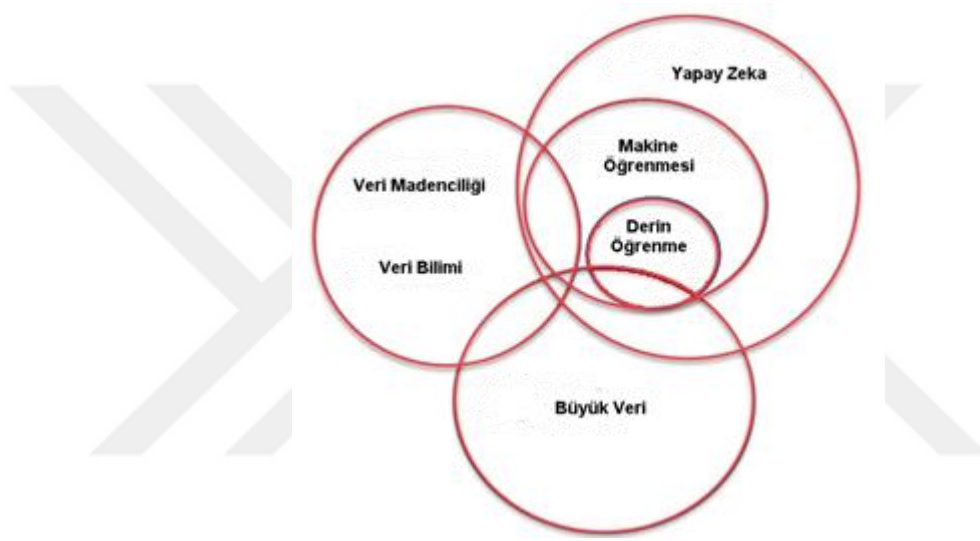 Yapay Zeka
Makine
Öğrenmesi
Veri Madenciliği
Derin
Öğrenme
Veri Bilimi
Büyük Veri